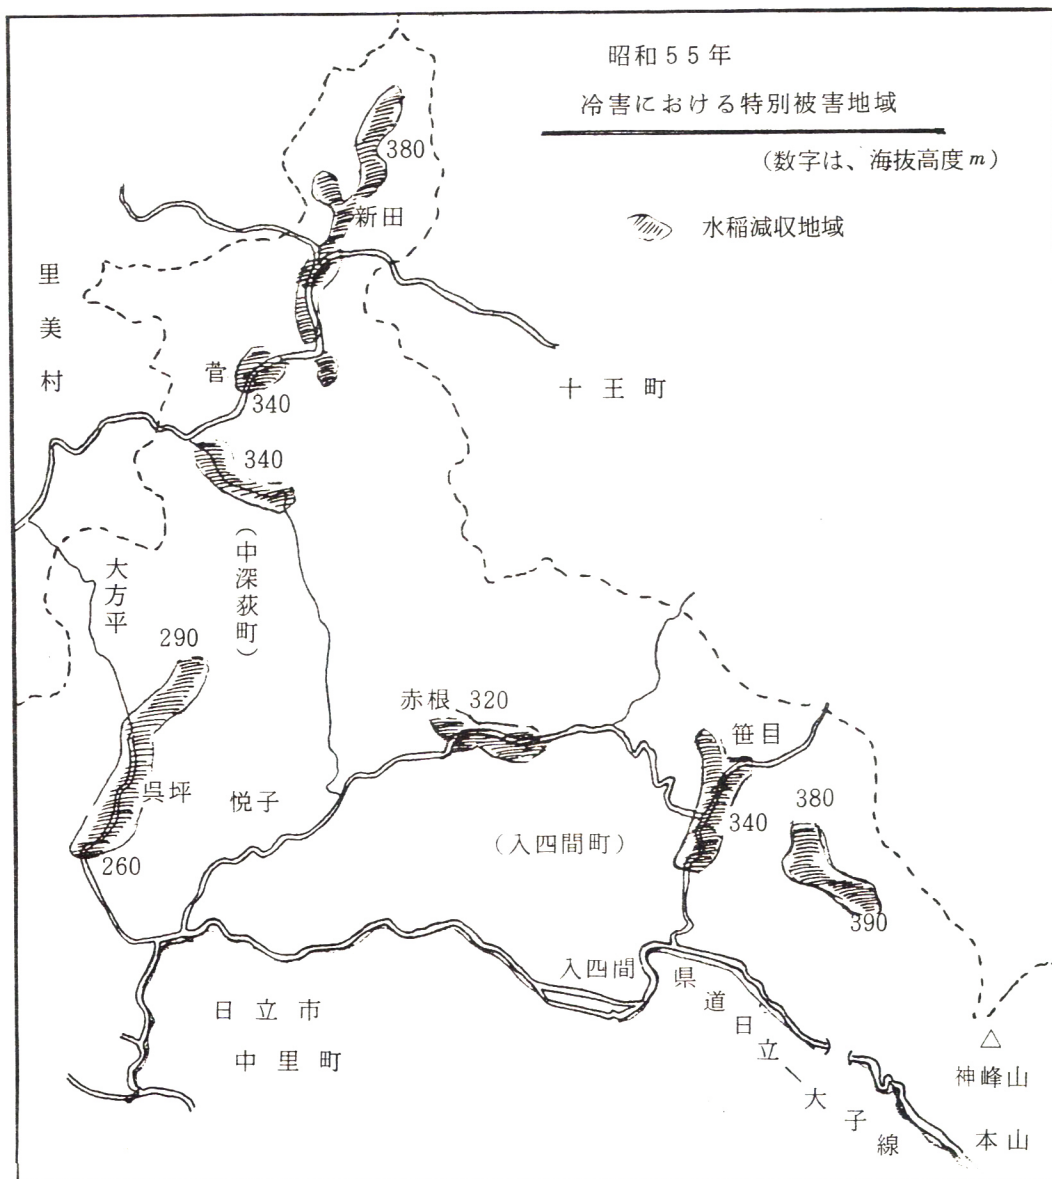 昭和55年
冷害における特別被害地域
(数字は、海抜高度m)
水稲減収地域
380
新田
里美村
菅
340
十王町
340
(中深荻町)
大方平
290
赤根 320
笹目
呉坪
悦子
380
340
(入四間町)
260
390
入四間
県道日立－大子線
日立市
中里町
神峰山
本山